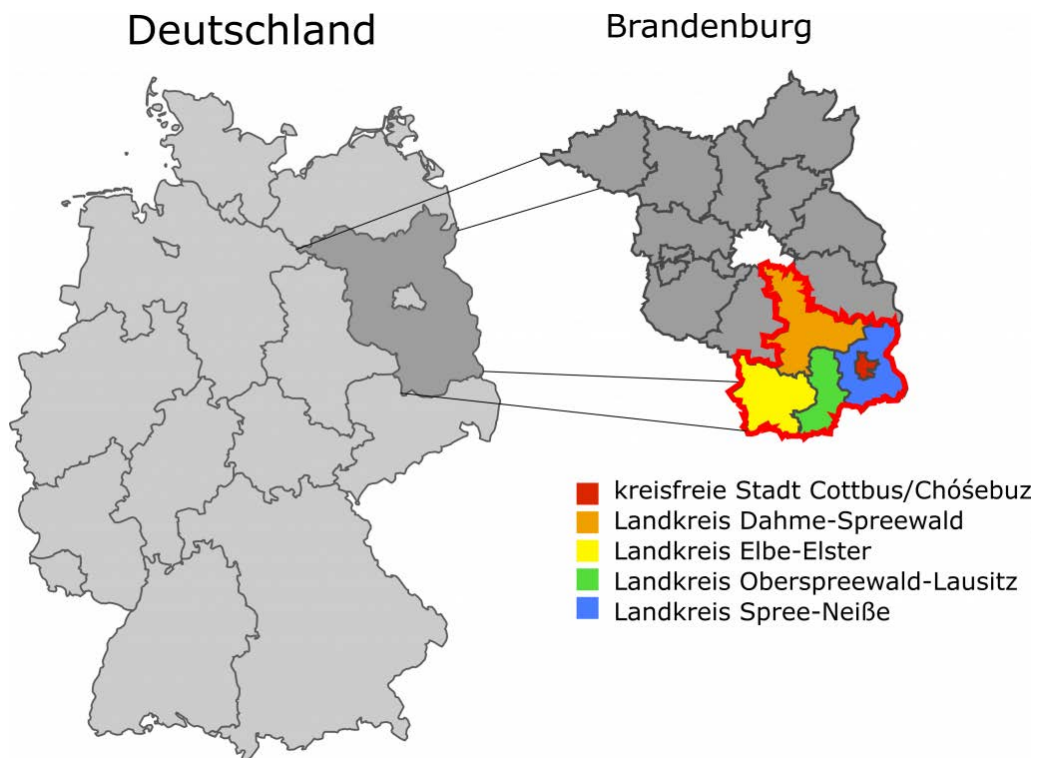 Deutschland
Brandenburg
kreisfreie Stadt Cottbus/Chóśebuz
Landkreis Dahme-Spreewald
Landkreis Elbe-Elster
Landkreis Oberspreewald-Lausitz
Landkreis Spree-Neiße